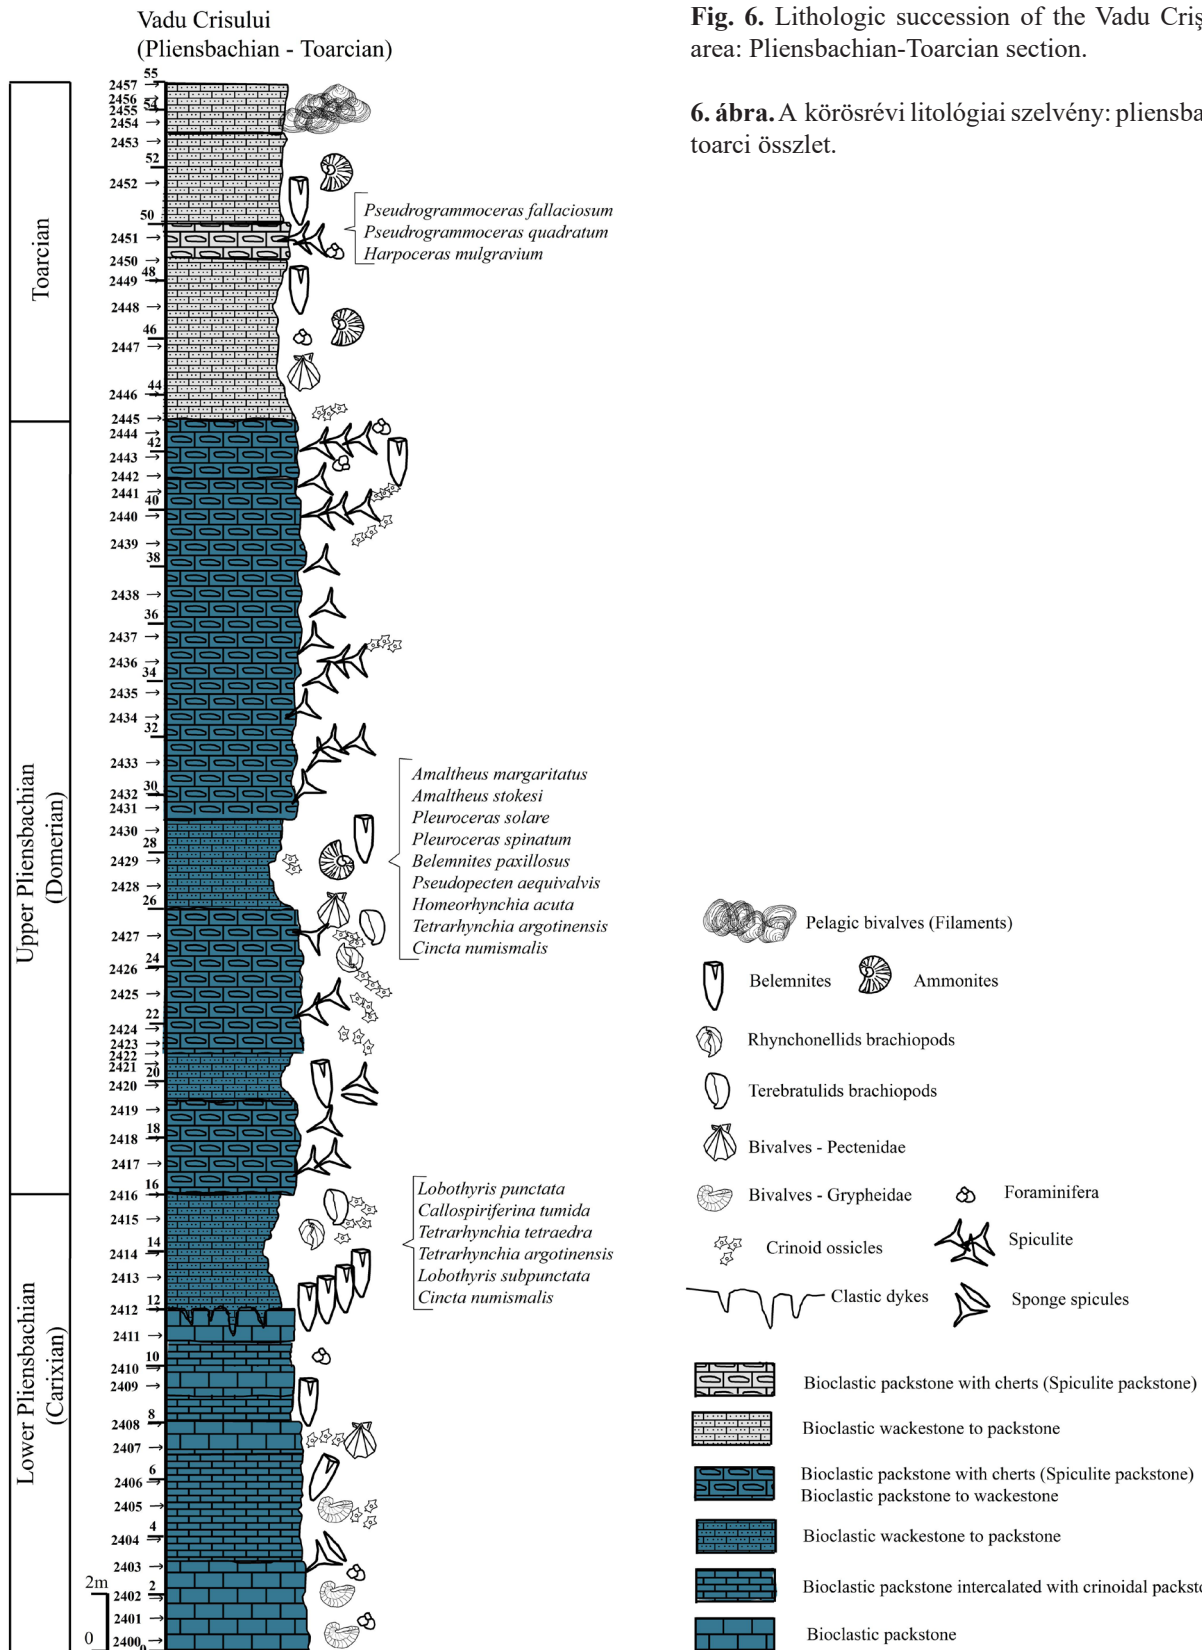 Vadu Crisului
(Pliensbachian - Toarcian)
Fig. 6. Lithologic succession of the Vadu Criş
area: Pliensbachian-Toarcian section.
6. ábra. A körösrévi litológiai szelvény: pliensba
toarci összlet.
Toarcian
Upper Pliensbachian
(Domerian)
Lower Pliensbachian
(Carixian)
55
2457
2456
54
2455
2454
2453
52
2452
50
2451
2450
48
2449
2448
46
2447
44
2446
2445
2444
42
2443
2442
2441
40
2440
2439
38
2438
36
2437
2436
34
2435
2434
32
2433
30
2432
2431
2430
28
2429
2428
26
2427
24
2426
2425
22
2424
2423
2422
2421
20
2420
2419
18
2418
2417
16
2416
2415
14
2414
2413
12
2412
2411
10
2410
2409
8
2408
2407
6
2406
2405
4
2404
2403
2
2402
2401
2400
0
2m
0
Pseudrogrammoceras fallaciosum
Pseudrogrammoceras quadratum
Harpoceras mulgravium
Amaltheus margaritatus
Amaltheus stokesi
Pleuroceras solare
Pleuroceras spinatum
Belemnites paxillosus
Pseudopecten aequivalvis
Homeorhynchia acuta
Tetrarhynchia argotinensis
Cincta numismalis
Lobothyris punctata
Callospiriferina tumida
Tetrarhynchia tetraedra
Tetrarhynchia argotinensis
Lobothyris subpunctata
Cincta numismalis
Pelagic bivalves (Filaments)
Belemnites
Ammonites
Rhynchonellids brachiopods
Terebratulids brachiopods
Bivalves - Pectenidae
Bivalves - Grypheidae
Foraminifera
Crinoid ossicles
Spiculite
Clastic dykes
Sponge spicules
Bioclastic packstone with cherts (Spiculite packstone)
Bioclastic wackestone to packstone
Bioclastic packstone with cherts (Spiculite packstone)
Bioclastic packstone to wackestone
Bioclastic wackestone to packstone
Bioclastic packstone intercalated with crinoidal packsto
Bioclastic packstone